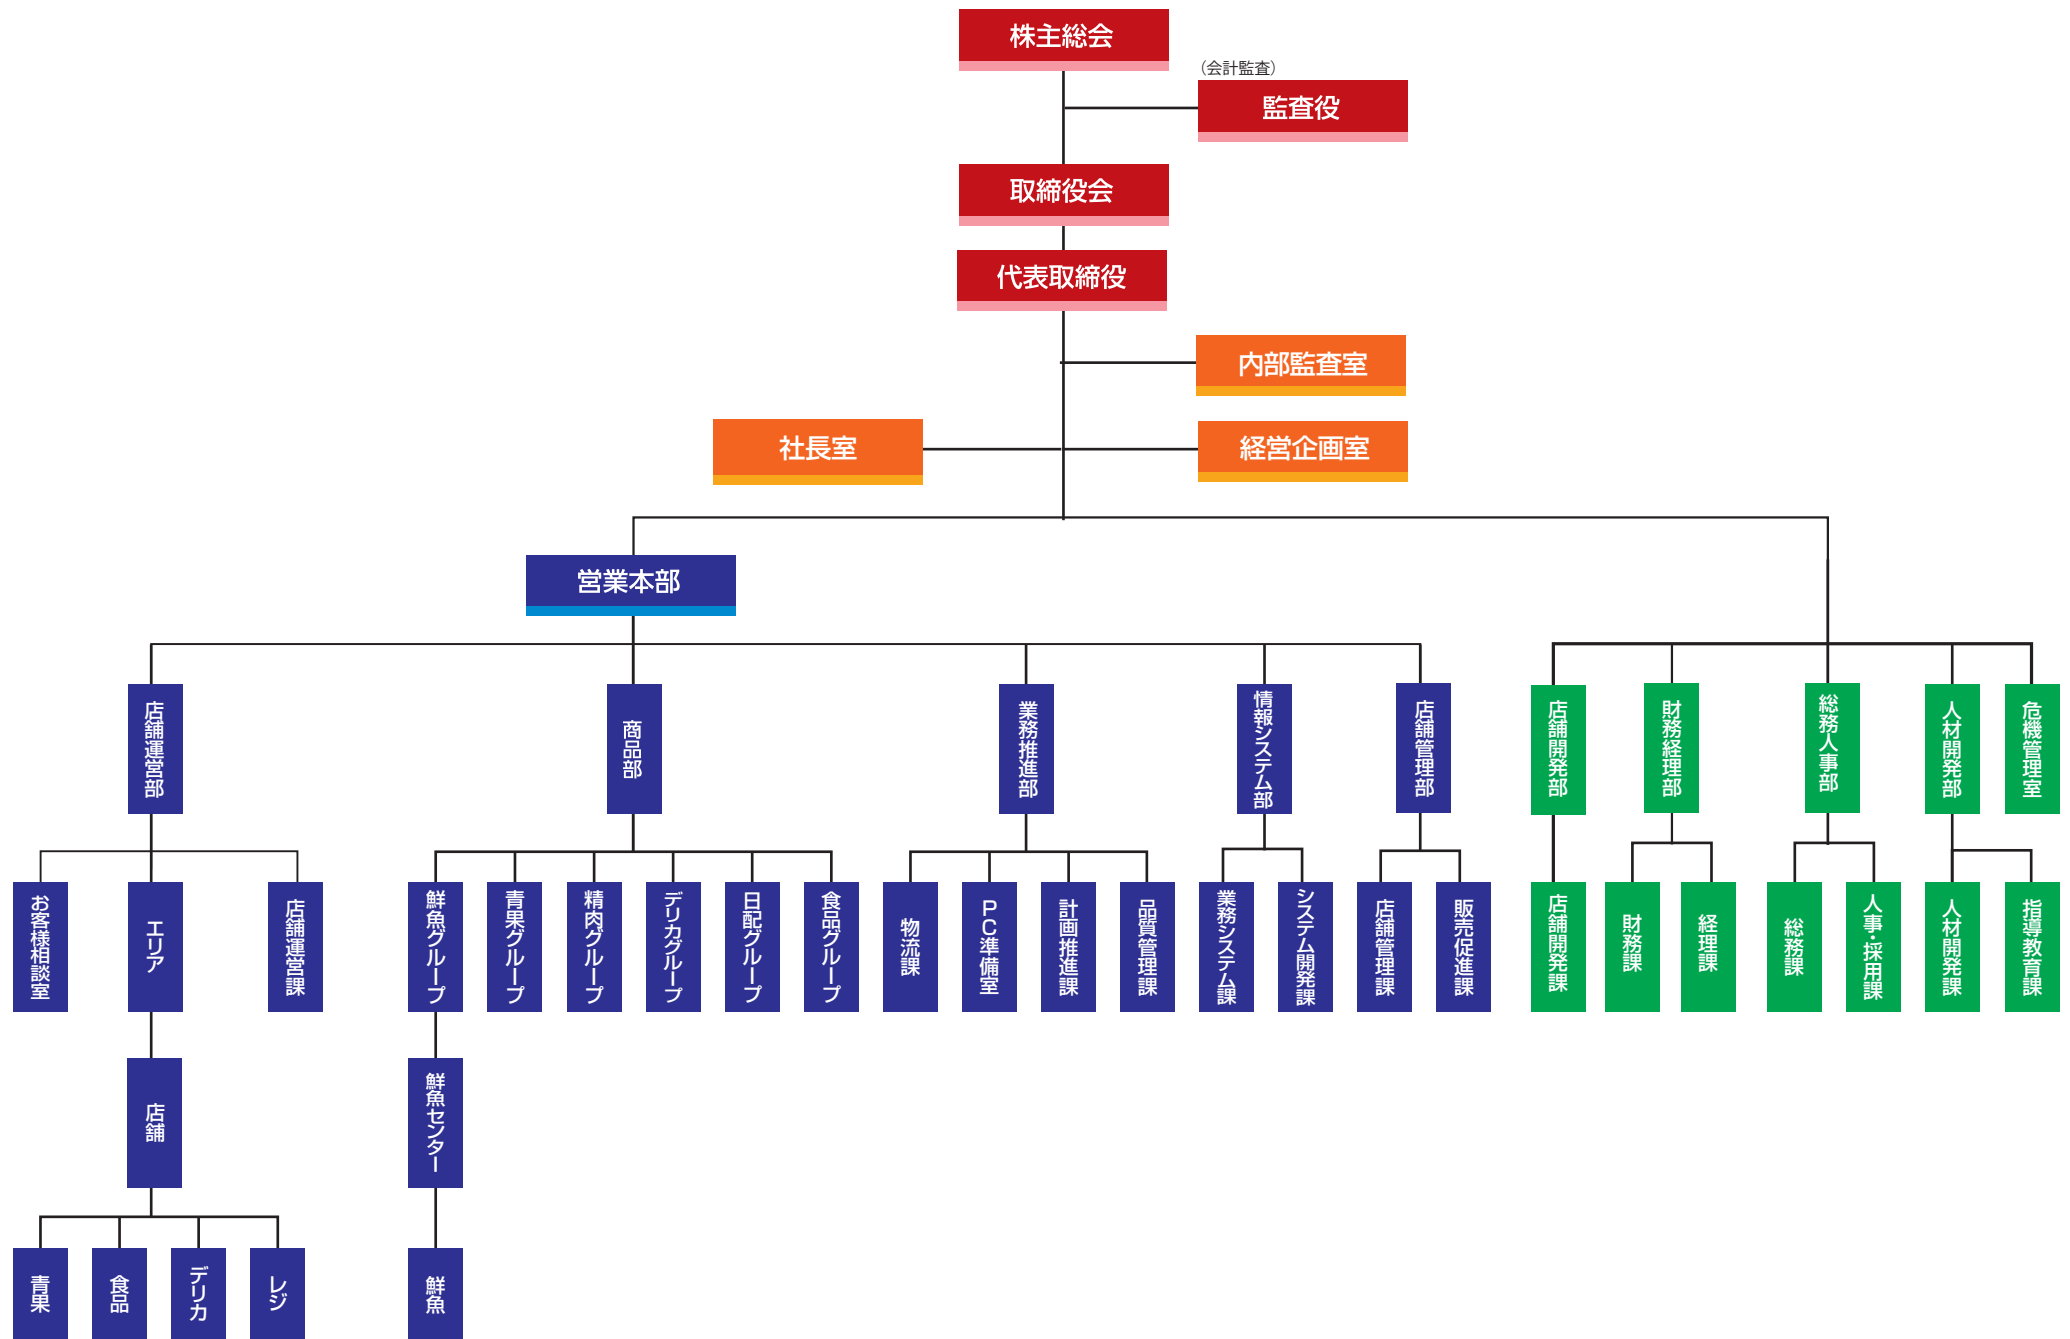 株主総会
（会計監査）
監査役
取締役会
代表取締役
内部監査室
社長室
経営企画室
営業本部
店舗運営部
商品部
業務推進部
情報システム部
店舗管理部
店舗開発部
財務経理部
総務人事部
人材開発部
危機管理室
お客様相談室
エリア
店舗運営課
鮮魚グループ
青果グループ
精肉グループ
デリカグループ
日配グループ
食品グループ
物流課
PC準備室
計画推進課
品質管理課
業務システム課
システム開発課
店舗管理課
販売促進課
店舗開発課
財務課
経理課
総務課
人事・採用課
人材開発課
指導教育課
店舗
鮮魚センター
青果
食品
デリカ
レジ
鮮魚